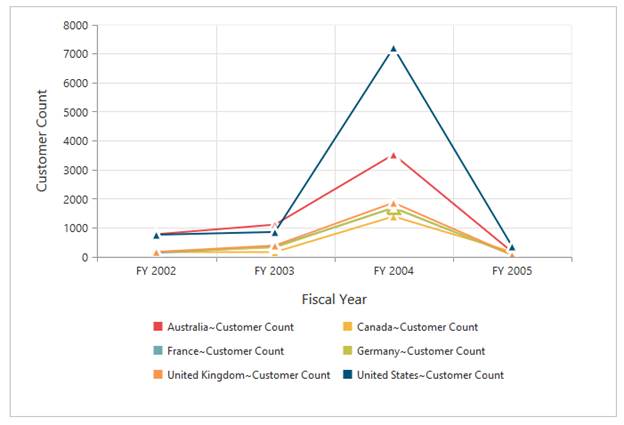 8000
7000
6000
5000
4000
3000
2000
1000
0
Customer Count
FY 2002 FY 2003 FY 2004 FY 2005
Fiscal Year
Australia~Customer Count Canada~Customer Count
France~Customer Count Germany~Customer Count
United Kingdom~Customer Count United States~Customer Count